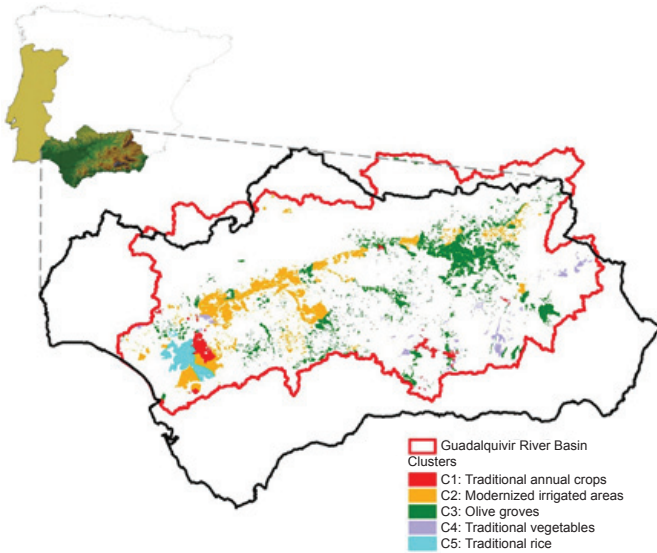 Guadalquivir River Basin
Clusters
C1: Traditional annual crops
C2: Modernized irrigated areas
C3: Olive groves
C4: Traditional vegetables
C5: Traditional rice